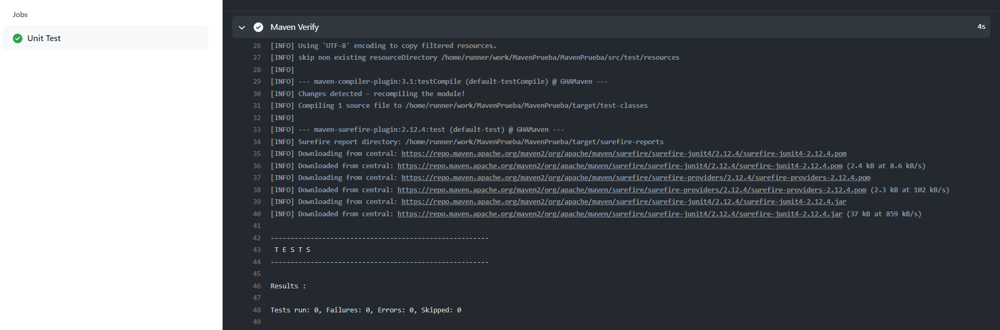 Jobs
Unit Test
Maven Verify
4s
26 [INFO] Using 'UTF-8' encoding to copy filtered resources.
27 [INFO] skip non existing resourceDirectory /home/runner/work/MavenPrueba/MavenPrueba/src/test/resources
28 [INFO]
29 [INFO] --- maven-compiler-plugin:3.1:testCompile (default-testCompile) @ GHAMaven ---
30 [INFO] Changes detected - recompiling the module!
31 [INFO] Compiling 1 source file to /home/runner/work/MavenPrueba/MavenPrueba/target/test-classes
32 [INFO]
33 [INFO] --- maven-surefire-plugin:2.12.4:test (default-test) @ GHAMaven ---
34 [INFO] Surefire report directory: /home/runner/work/MavenPrueba/MavenPrueba/target/surefire-reports
35 [INFO] Downloading from central: https://repo.maven.apache.org/maven2/org/apache/maven/surefire/surefire-junit4/2.12.4/surefire-junit4-2.12.4.pom
36 [INFO] Downloaded from central: https://repo.maven.apache.org/maven2/org/apache/maven/surefire/surefire-junit4/2.12.4/surefire-junit4-2.12.4.pom (2.4 kB at 8.6 kB/s)
37 [INFO] Downloading from central: https://repo.maven.apache.org/maven2/org/apache/maven/surefire/surefire-providers/2.12.4/surefire-providers-2.12.4.pom
38 [INFO] Downloaded from central: https://repo.maven.apache.org/maven2/org/apache/maven/surefire/surefire-providers/2.12.4/surefire-providers-2.12.4.pom (2.3 kB at 102 kB/s)
39 [INFO] Downloading from central: https://repo.maven.apache.org/maven2/org/apache/maven/surefire/surefire-junit4/2.12.4/surefire-junit4-2.12.4.jar
40 [INFO] Downloaded from central: https://repo.maven.apache.org/maven2/org/apache/maven/surefire/surefire-junit4/2.12.4/surefire-junit4-2.12.4.jar (37 kB at 859 kB/s)
41
42 -------------------------------------------------------
43 T E S T S
44 -------------------------------------------------------
45
46 Results :
47
48 Tests run: 0, Failures: 0, Errors: 0, Skipped: 0
49